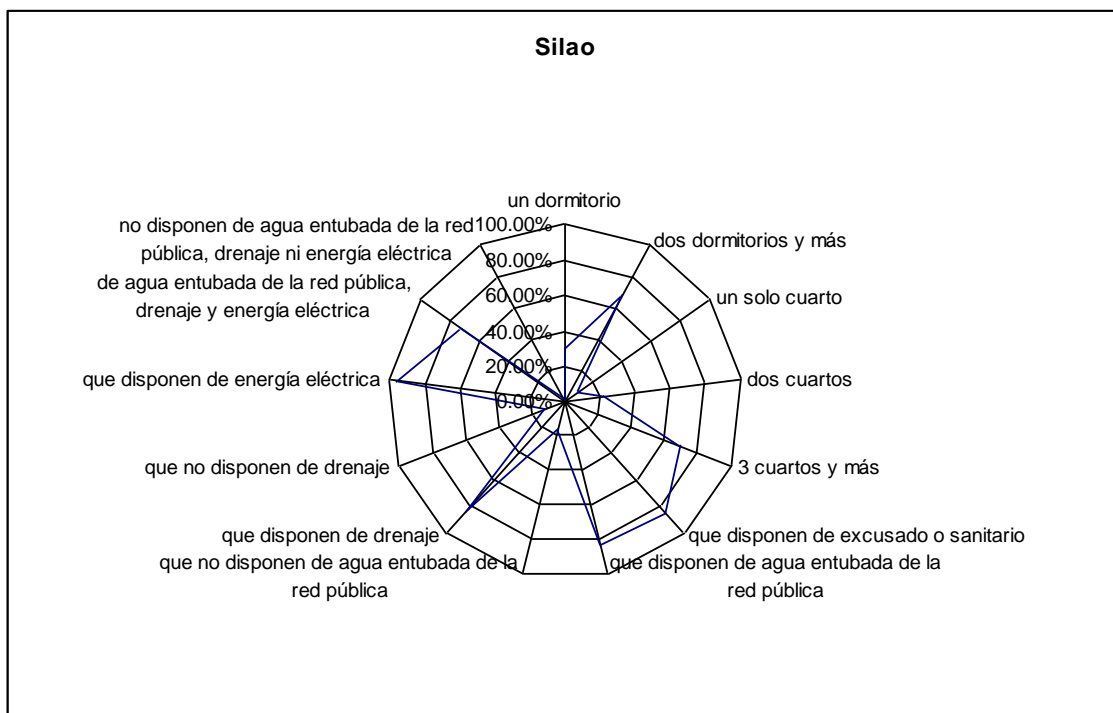 Silao
un dormitorio
100.00%
80.00%
60.00%
40.00%
20.00%
0.00%
dos dormitorios y más
un solo cuarto
dos cuartos
3 cuartos y más
que disponen de excusado o sanitario
que disponen de agua entubada de la
red pública
que no disponen de agua entubada de la
red pública
que disponen de drenaje
que no disponen de drenaje
que disponen de energía eléctrica
de agua entubada de la red pública,
drenaje y energía eléctrica
no disponen de agua entubada de la red
pública, drenaje ni energía eléctrica